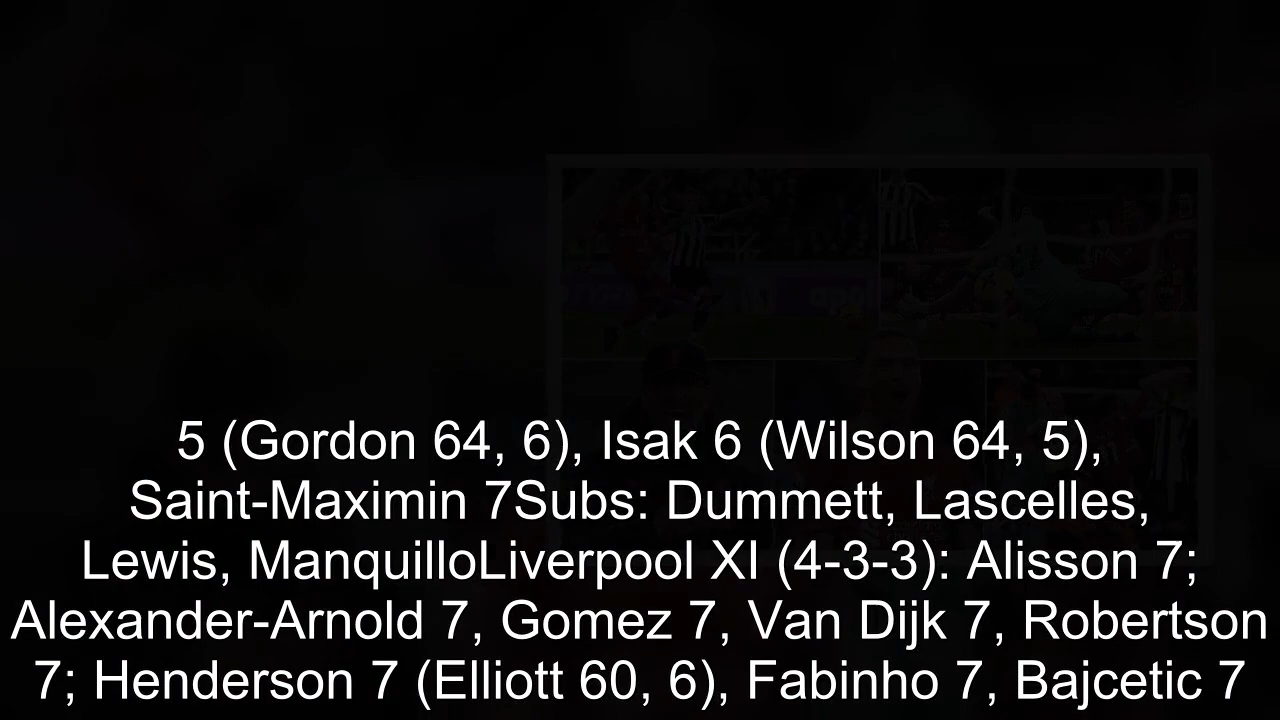 5 (Gordon 64, 6), Isak 6 (Wilson 64, 5),
Saint-Maximin 7Subs: Dummett, Lascelles,
Lewis, ManquilloLiverpool XI (4-3-3): Alisson 7;
Alexander-Arnold 7, Gomez 7, Van Dijk 7, Robertson
7; Henderson 7 (Elliott 60, 6), Fabinho 7, Bajcetic 7